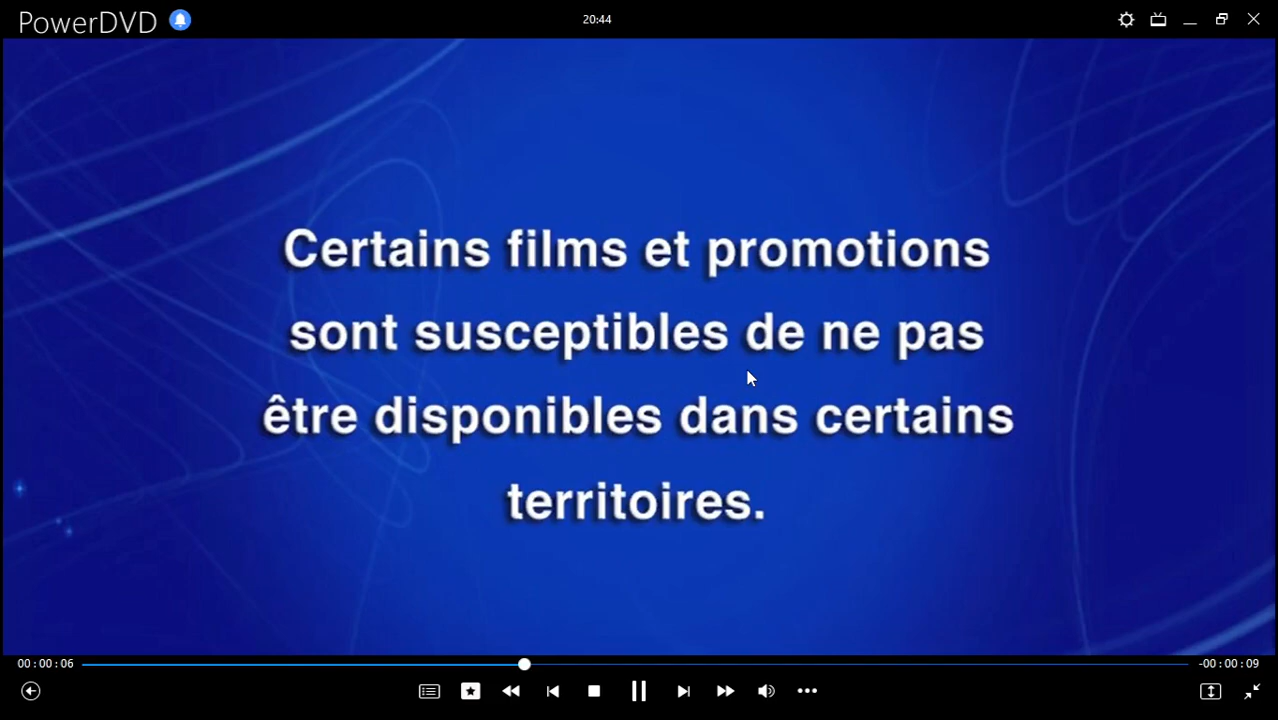 PowerDVD
20:44
Certains films et promotions
sont susceptibles de ne pas
être disponibles dans certains
territoires.
00:00:06
-00:00:09